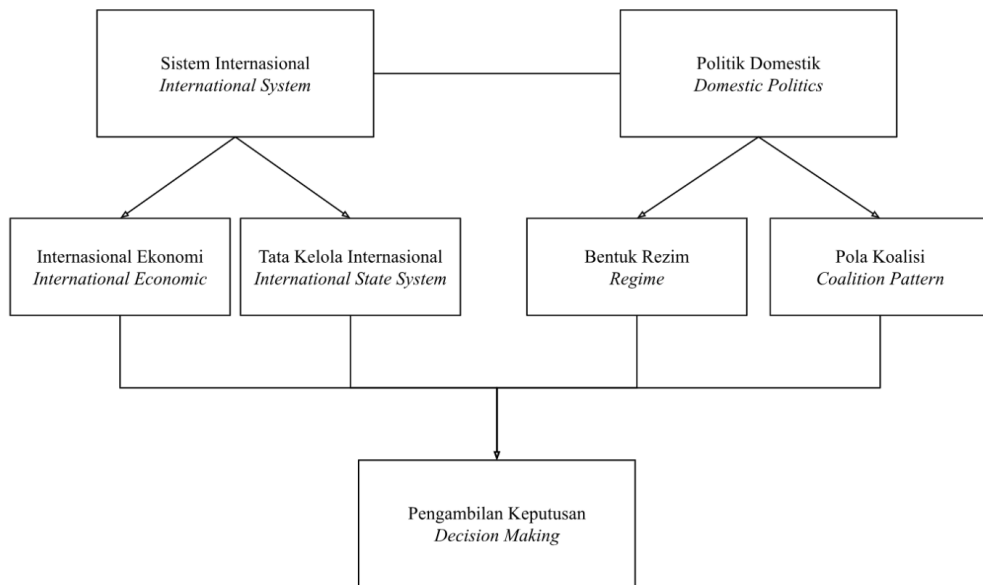 Sistem Internasional
International System
Politik Domestik
Domestic Politics
Internasional Ekonomi
International Economic
Tata Kelola Internasional
International State System
Bentuk Rezim
Regime
Pola Koalisi
Coalition Pattern
Pengambilan Keputusan
Decision Making